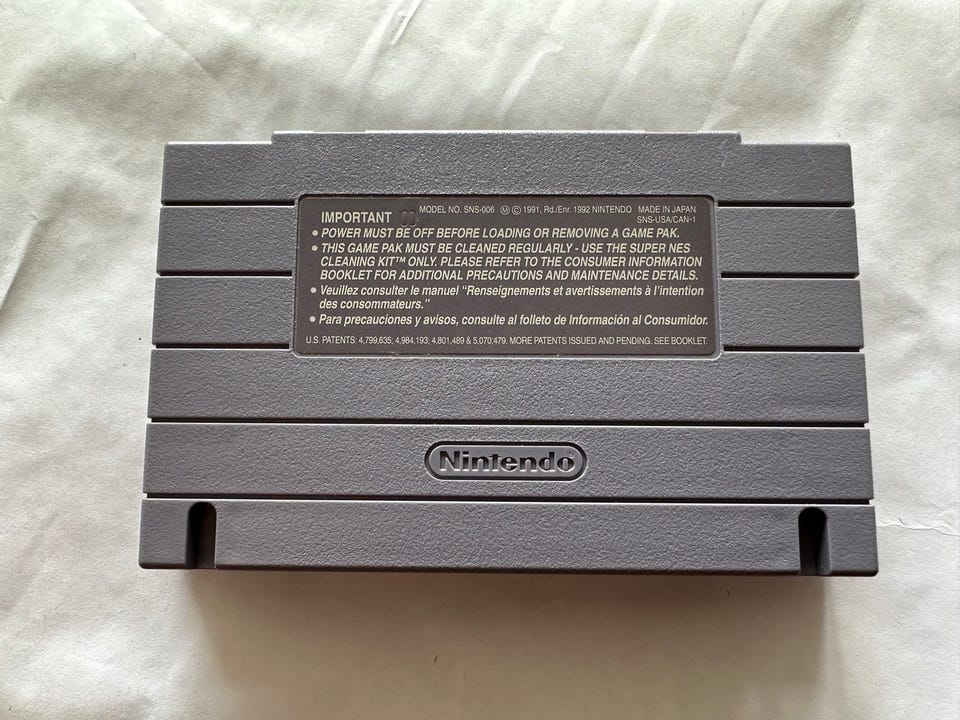 IMPORTANT
MODEL NO. SNS-006 Ⓜ Ⓒ 1991, Rd./Enr. 1992 NINTENDO MADE IN JAPAN
SNS-USA/CAN-1
• POWER MUST BE OFF BEFORE LOADING OR REMOVING A GAME PAK.
• THIS GAME PAK MUST BE CLEANED REGULARLY - USE THE SUPER NES
CLEANING KIT™ ONLY. PLEASE REFER TO THE CONSUMER INFORMATION
BOOKLET FOR ADDITIONAL PRECAUTIONS AND MAINTENANCE DETAILS.
• Veuillez consulter le manuel “Renseignements et avertissements à l’intention
des consommateurs.”
• Para precauciones y avisos, consulte al folleto de Información al Consumidor.
U.S. PATENTS: 4,799,635; 4,984,193; 4,801,489 & 5,070,479. MORE PATENTS ISSUED AND PENDING. SEE BOOKLET.
Nintendo